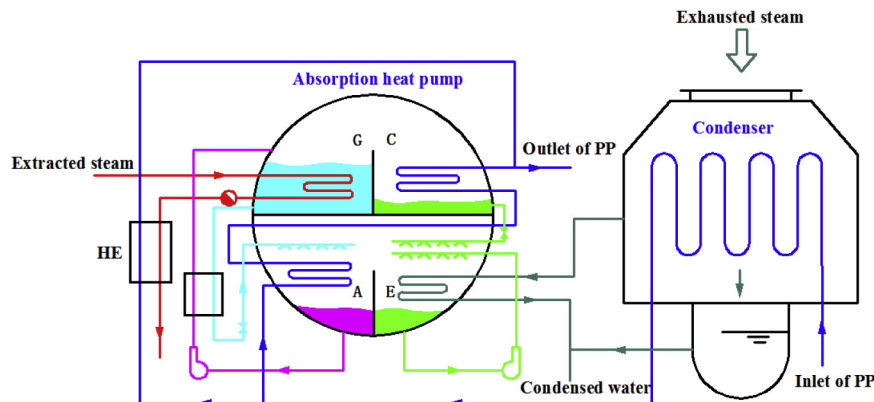 Exhausted steam
Absorption heat pump
Condenser
G C
Outlet of PP
Extracted steam
HE
A E
Condensed water
Inlet of PP